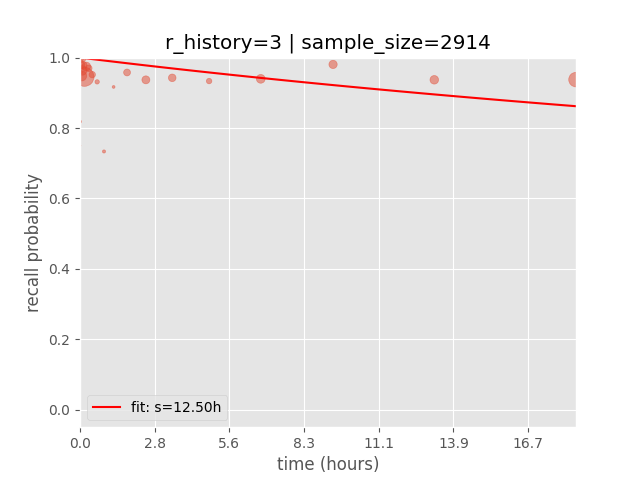 r_history=3 | sample_size=2914
1.0
0.8
0.6
0.4
0.2
0.0
recall probability
fit: s=12.50h
0.0 2.8 5.6 8.3 11.1 13.9 16.7
time (hours)